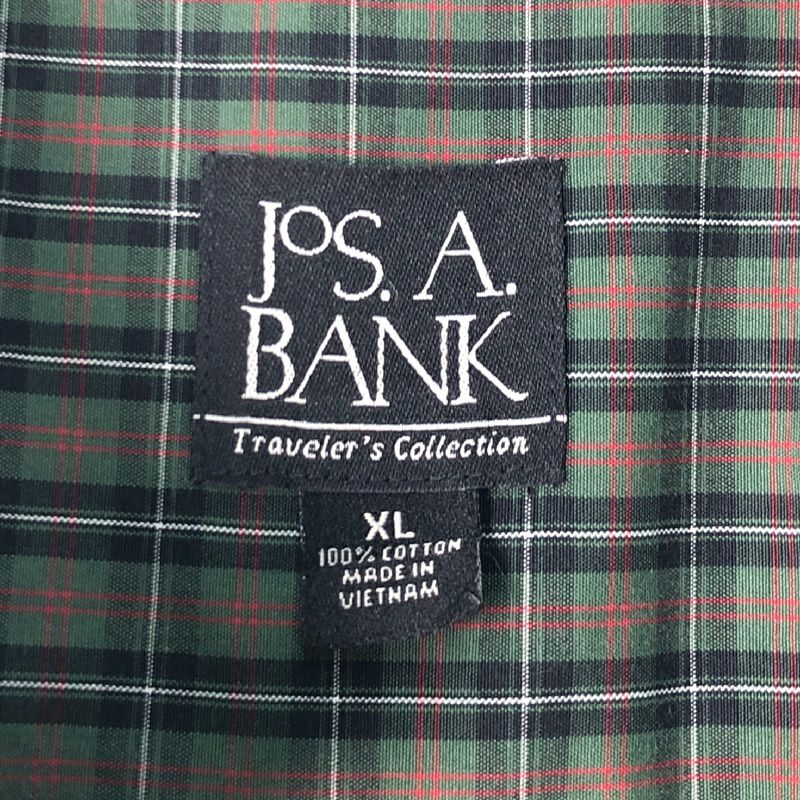 JOS. A.
BANK
Traveler's Collection
XL
100% COTTON
MADE IN
VIETNAM